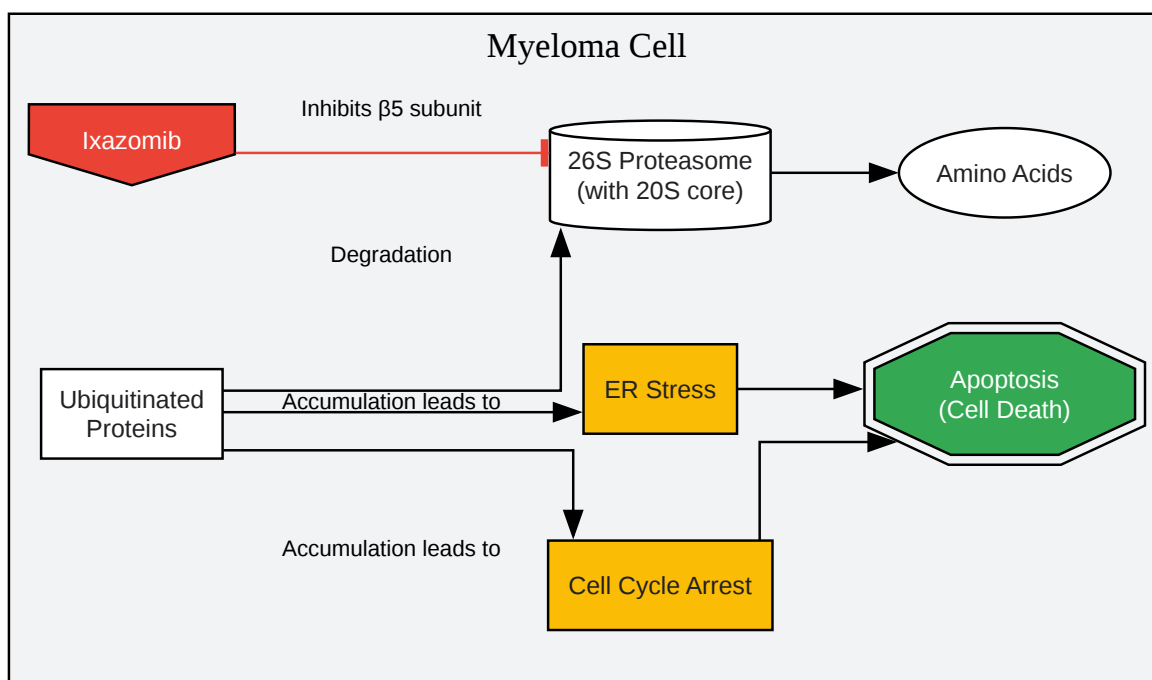 Myeloma Cell
Inhibits β5 subunit
Ixazomib
26S Proteasome
(with 20S core)
Amino Acids
Degradation
ER Stress
Apoptosis
(Cell Death)
Ubiquitinated
Proteins
Accumulation leads to
Accumulation leads to
Cell Cycle Arrest